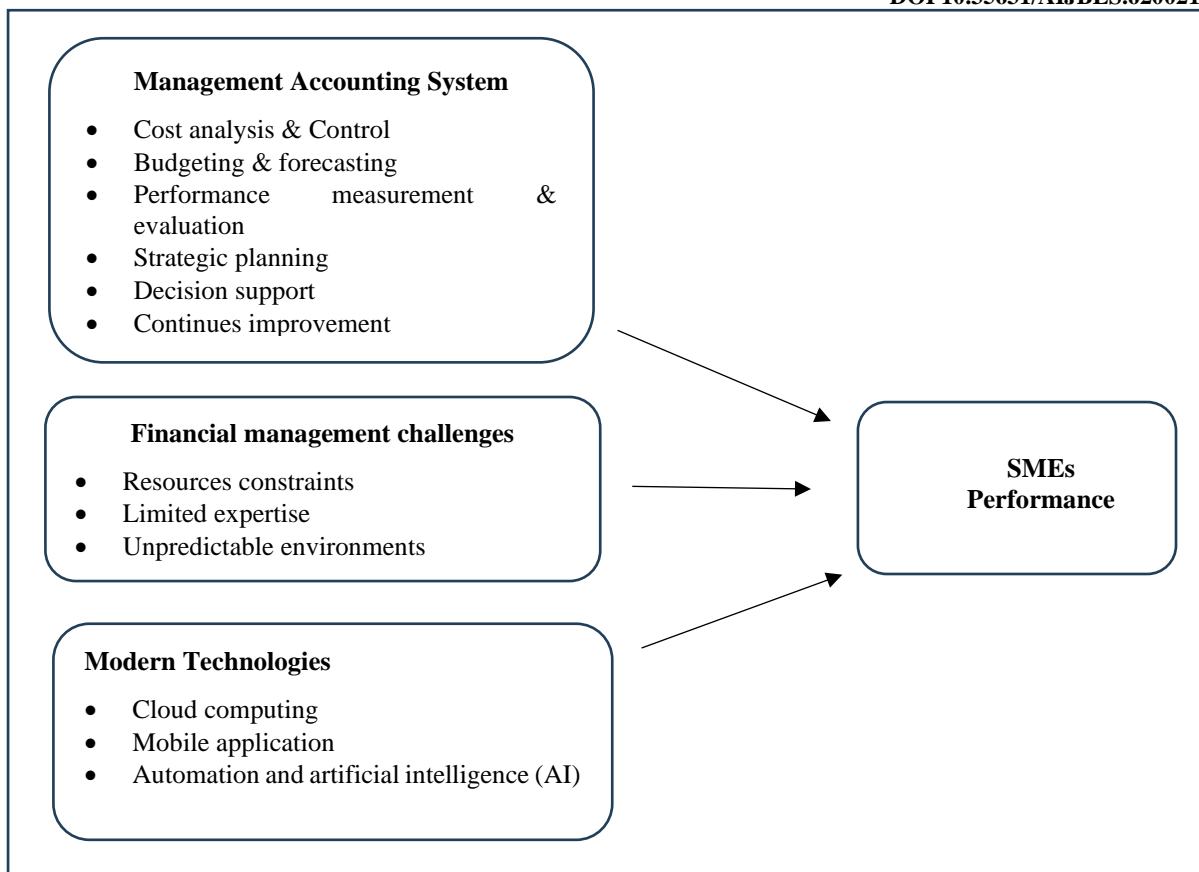 Management Accounting System
• Cost analysis & Control
• Budgeting & forecasting
• Performance measurement &
evaluation
• Strategic planning
• Decision support
• Continues improvement
Financial management challenges
• Resources constraints
• Limited expertise
• Unpredictable environments
SMEs
Performance
Modern Technologies
• Cloud computing
• Mobile application
• Automation and artificial intelligence (AI)